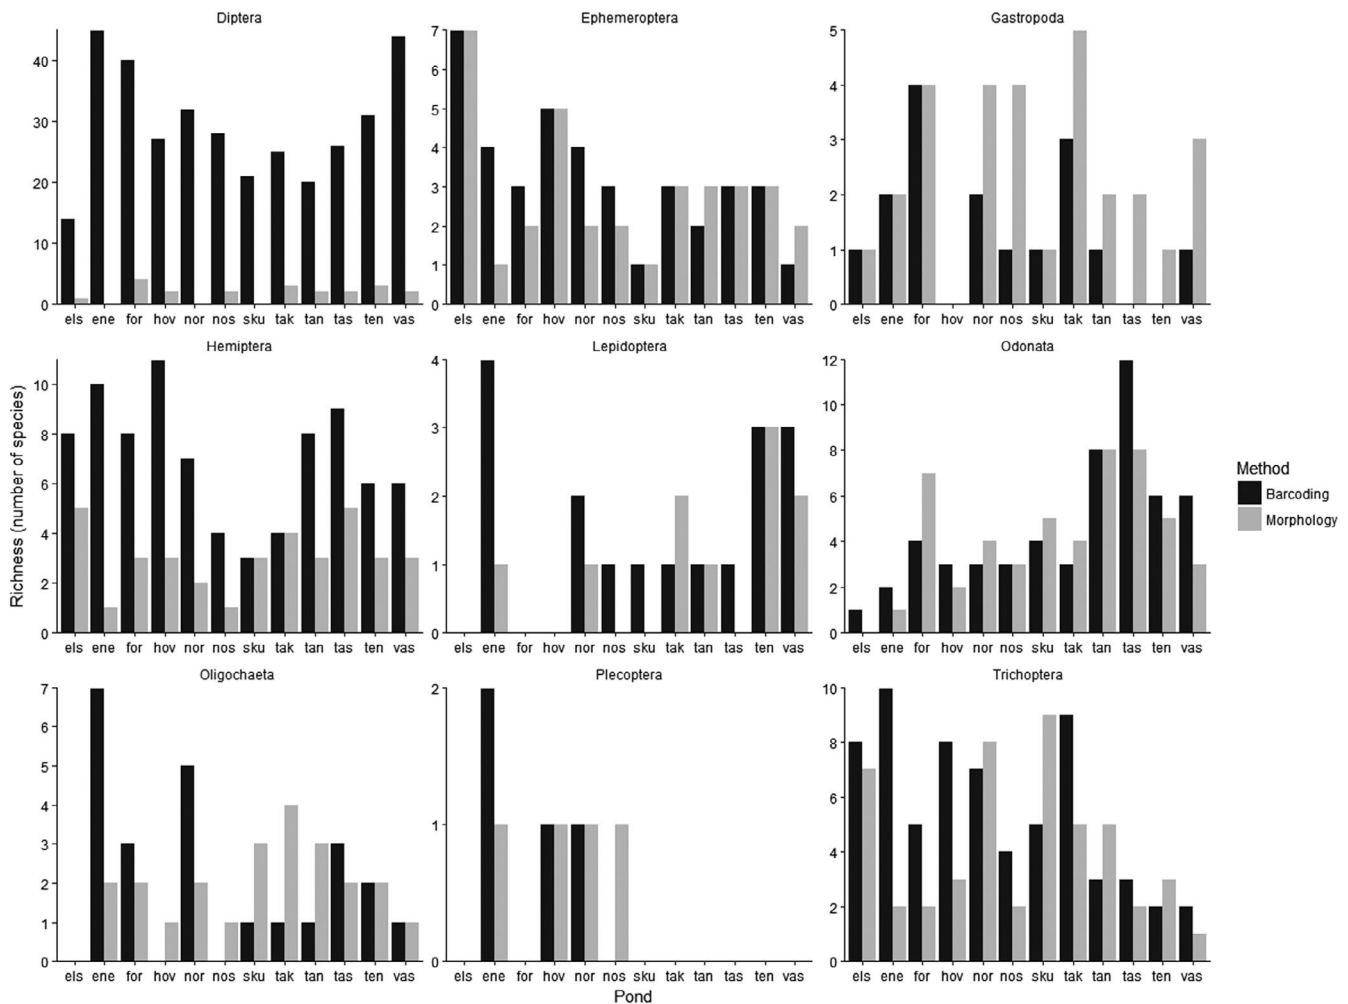 Diptera
Ephemeroptera
Gastropoda
40
30
20
10
0
7
6
5
4
3
2
1
0
5
4
3
2
1
0
els ene for hov nor nos sku tak tan tas ten vas
els ene for hov nor nos sku tak tan tas ten vas
els ene for hov nor nos sku tak tan tas ten vas
Hemiptera
Lepidoptera
Odonata
Richness (number of species)
10
8
6
4
2
0
4
3
2
1
0
12
10
8
6
4
2
0
els ene for hov nor nos sku tak tan tas ten vas
els ene for hov nor nos sku tak tan tas ten vas
els ene for hov nor nos sku tak tan tas ten vas
Method
Barcoding
Morphology
Oligochaeta
Plecoptera
Trichoptera
7
6
5
4
3
2
1
0
2
1
0
10
8
6
4
2
0
els ene for hov nor nos sku tak tan tas ten vas
els ene for hov nor nos sku tak tan tas ten vas
els ene for hov nor nos sku tak tan tas ten vas
Pond